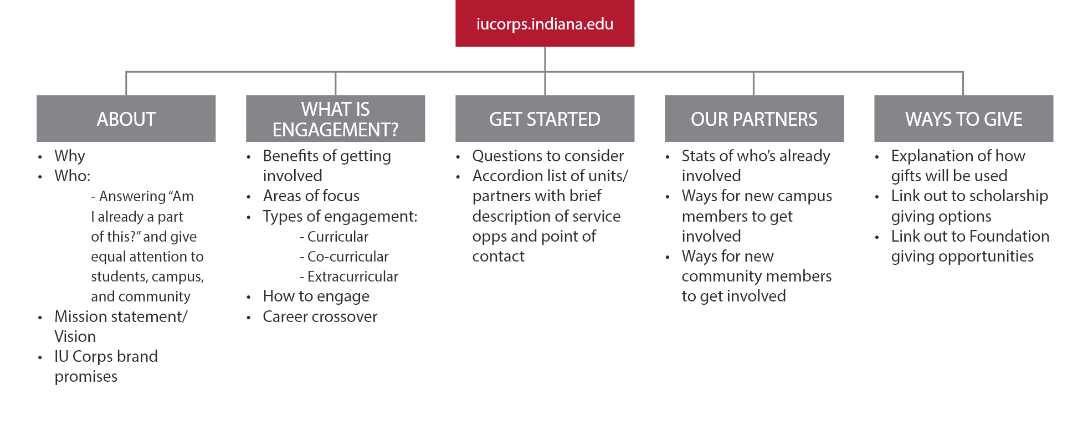 iucorps.indiana.edu
ABOUT
• Why
• Who:
- Answering “Am
I already a part
of this?” and give
equal attention to
students, campus,
and community
• Mission statement/
Vision
• IU Corps brand
promises
WHAT IS
ENGAGEMENT?
• Benefits of getting
involved
• Areas of focus
• Types of engagement:
- Curricular
- Co-curricular
- Extracurricular
• How to engage
• Career crossover
GET STARTED
• Questions to consider
• Accordion list of units/
partners with brief
description of service
opps and point of
contact
OUR PARTNERS
• Stats of who’s already
involved
• Ways for new campus
members to get
involved
• Ways for new
community members
to get involved
WAYS TO GIVE
• Explanation of how
gifts will be used
• Link out to scholarship
giving options
• Link out to Foundation
giving opportunities